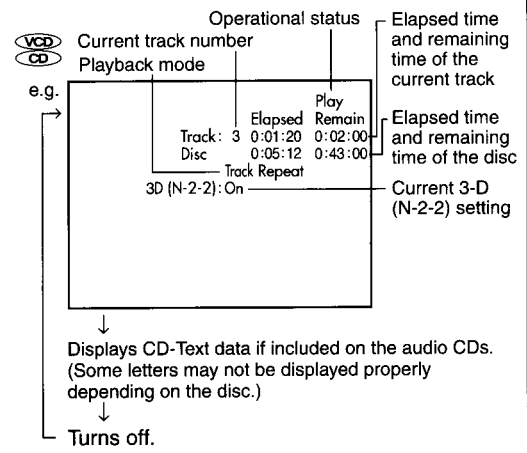 Operational status
VCD Current track number
CD Playback mode
Elapsed time
and remaining
time of the
current track
e.g.
Play
Elapsed Remain
Track: 3 0:01:20 0:02:00
Disc 0:05:12 0:43:00
Track Repeat
3D (N-2-2): On
Elapsed time
and remaining
time of the disc
Current 3-D
(N-2-2) setting
Displays CD-Text data if included on the audio CDs.
(Some letters may not be displayed properly
depending on the disc.)
Turns off.